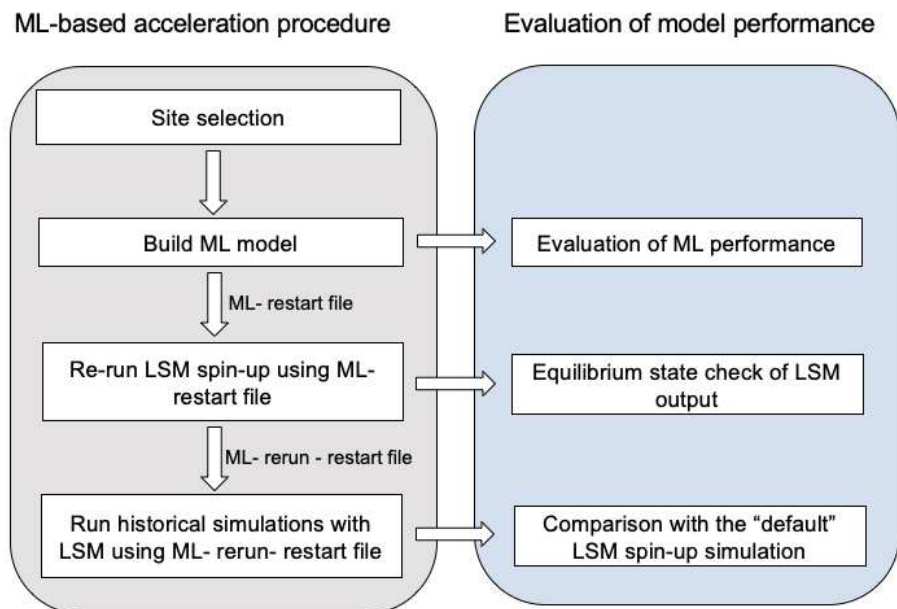 ML-based acceleration procedure
Evaluation of model performance
Site selection
Build ML model
Evaluation of ML performance
ML- restart file
Re-run LSM spin-up using ML-
restart file
Equilibrium state check of LSM
output
ML- rerun - restart file
Run historical simulations with
LSM using ML- rerun- restart file
Comparison with the “default”
LSM spin-up simulation